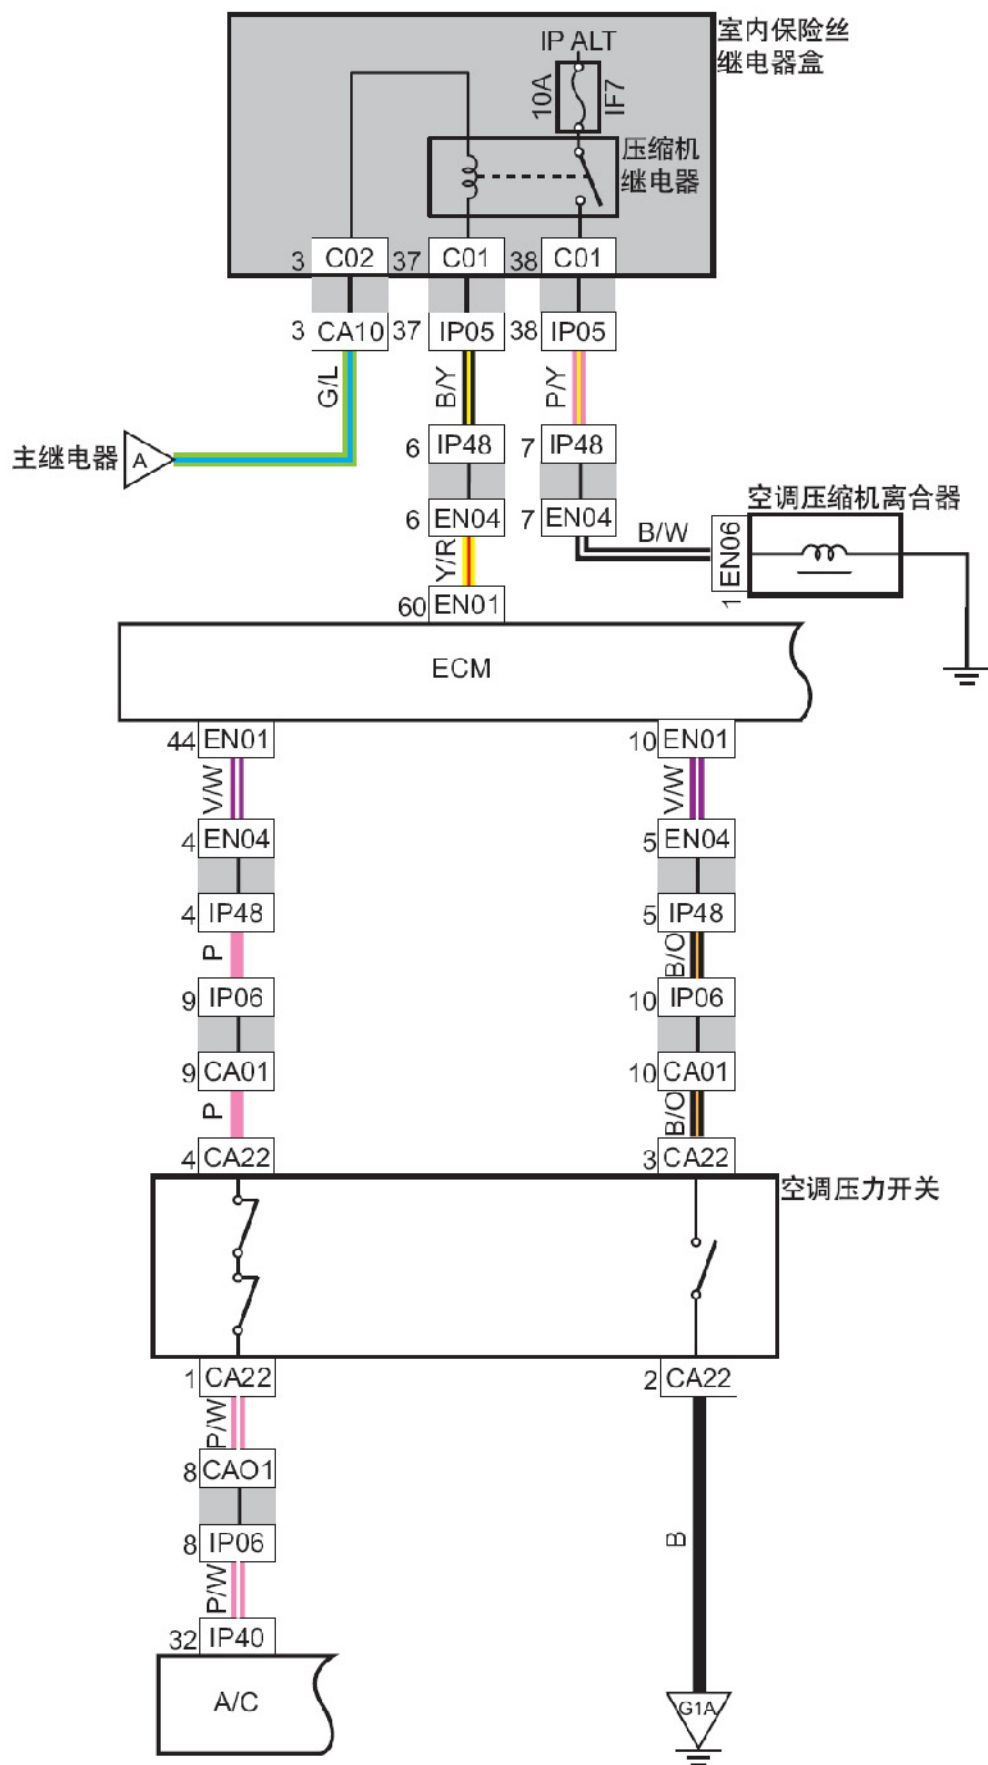 室内保险丝
继电器盒
IP ALT
10A
IF7
压缩机
继电器
3 C02 37 C01 38 C01
3 CA10 37 IP05 38 IP05
G/L B/Y P/Y
主继电器 A
6 IP48 7 IP48
空调压缩机离合器
6 EN04 7 EN04
B/W
1 EN06
Y/R
60 EN01
ECM
44 EN01 10 EN01
V/W V/W
4 EN04 5 EN04
4 IP48 5 IP48
P B/O
9 IP06 10 IP06
9 CA01 10 CA01
P B/O
4 CA22 3 CA22
空调压力开关
1 CA22 2 CA22
P/W
8 CAO1
B
8 IP06
P/W
32 IP40
A/C
G1A